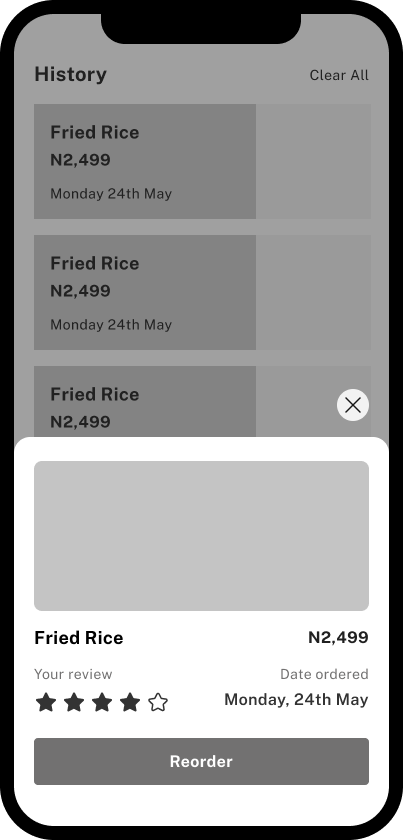 History
Clear All
Fried Rice
N2,499
Monday 24th May
Fried Rice
N2,499
Monday 24th May
Fried Rice
N2,499
Fried Rice
N2,499
Your review
Date ordered
Monday, 24th May
Reorder